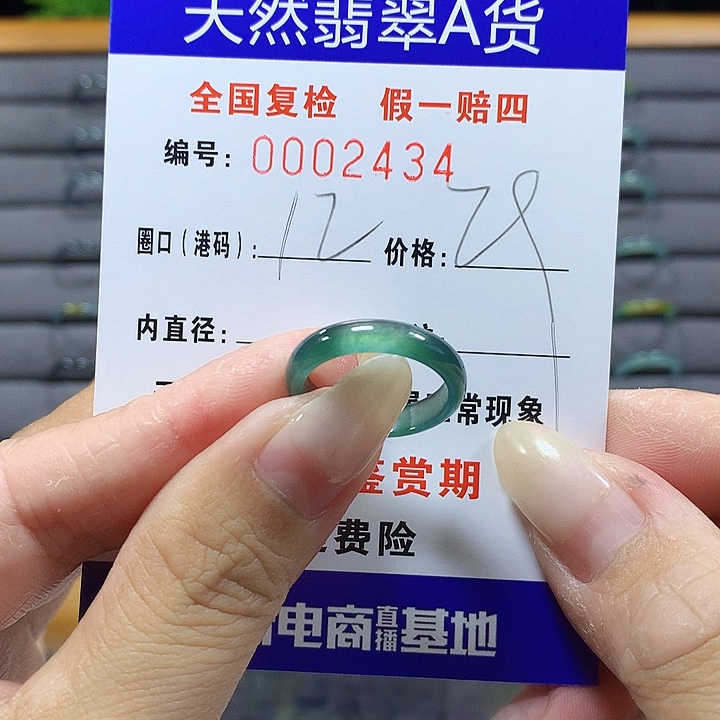 天然翡翠A货
全国复检 假一赔四
编号: 0002434
圈口(港码): 12 价格: 29
内直径:
常现象
鉴赏期
费险
电商直播基地